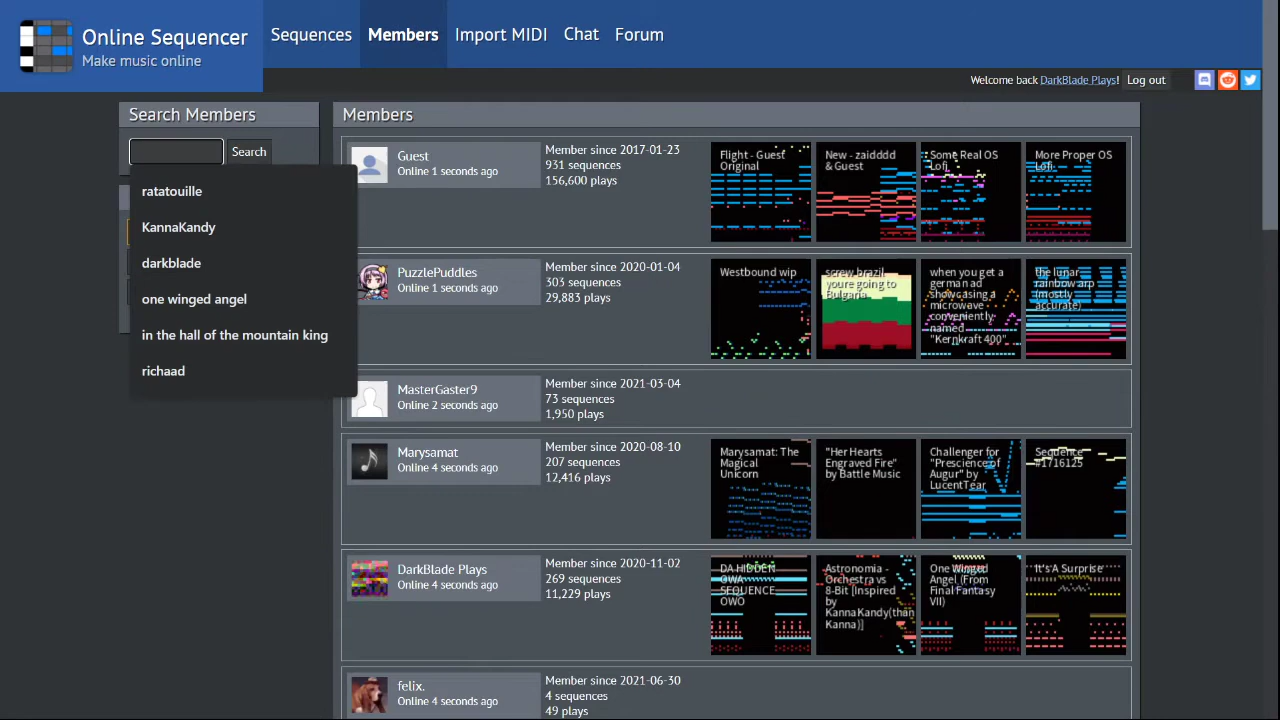 Online Sequencer
Make music online
Sequences
Members
Import MIDI
Chat
Forum
Welcome back DarkBlade Plays!
Log out
Search Members
Search
ratatouille
KannaKandy
darkblade
one winged angel
in the hall of the mountain king
richaad
Members
Guest
Online 1 seconds ago
Member since 2017-01-23
931 sequences
156,600 plays
Flight - Guest
Original
New - zaidddd
& Guest
Some Real OS
Lofi
More Proper OS
Lofi
PuzzlePuddles
Online 1 seconds ago
Member since 2020-01-04
303 sequences
29,883 plays
Westbound wip
screw brazil
youre going to
Bulgaria
when you get a
german ad
showcasing a
microwave
conveniently
named
"Kernkraft 400"
the lunar
rainbow arp
(mostly
accurate)
MasterGaster9
Online 2 seconds ago
Member since 2021-03-04
73 sequences
1,950 plays
Marysamat
Online 4 seconds ago
Member since 2020-08-10
207 sequences
12,416 plays
Marysamat: The
Magical
Unicorn
"Her Hearts
Engraved Fire"
by Battle Music
Challenger for
"Prescience of
Augur" by
LucentTear
Sequence
#1716125
DarkBlade Plays
Online 4 seconds ago
Member since 2020-11-02
269 sequences
11,229 plays
DA HIDDEN
OWA
SEQUENCE
OWO
Astronomia -
Orchestra vs
8-Bit [Inspired
by
KannaKandy(than
Kanna)]
One Winged
Angel (From
Final Fantasy
VII)
It's A Surprise
felix.
Online 4 seconds ago
Member since 2021-06-30
4 sequences
49 plays